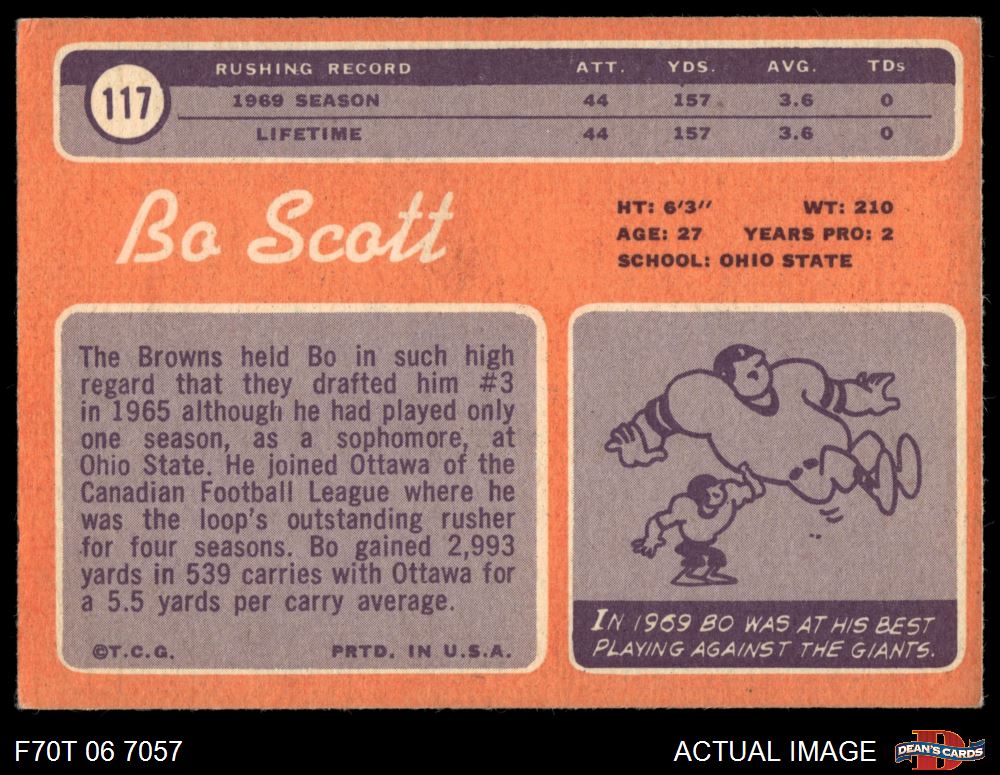 117
RUSHING RECORD ATT. YDS. AVG. TDs
1969 SEASON 44 157 3.6 0
LIFETIME 44 157 3.6 0
Bo Scott
HT: 6'3" WT: 210
AGE: 27 YEARS PRO: 2
SCHOOL: OHIO STATE
The Browns held Bo in such high
regard that they drafted him #3
in 1965 although he had played only
one season, as a sophomore, at
Ohio State. He joined Ottawa of the
Canadian Football League where he
was the loop's outstanding rusher
for four seasons. Bo gained 2,993
yards in 539 carries with Ottawa for
a 5.5 yards per carry average.
©T.C.G. PRTD. IN U.S.A.
IN 1969 BO WAS AT HIS BEST
PLAYING AGAINST THE GIANTS.
F70T 06 7057
ACTUAL IMAGE
D
DEAN'S CARDS